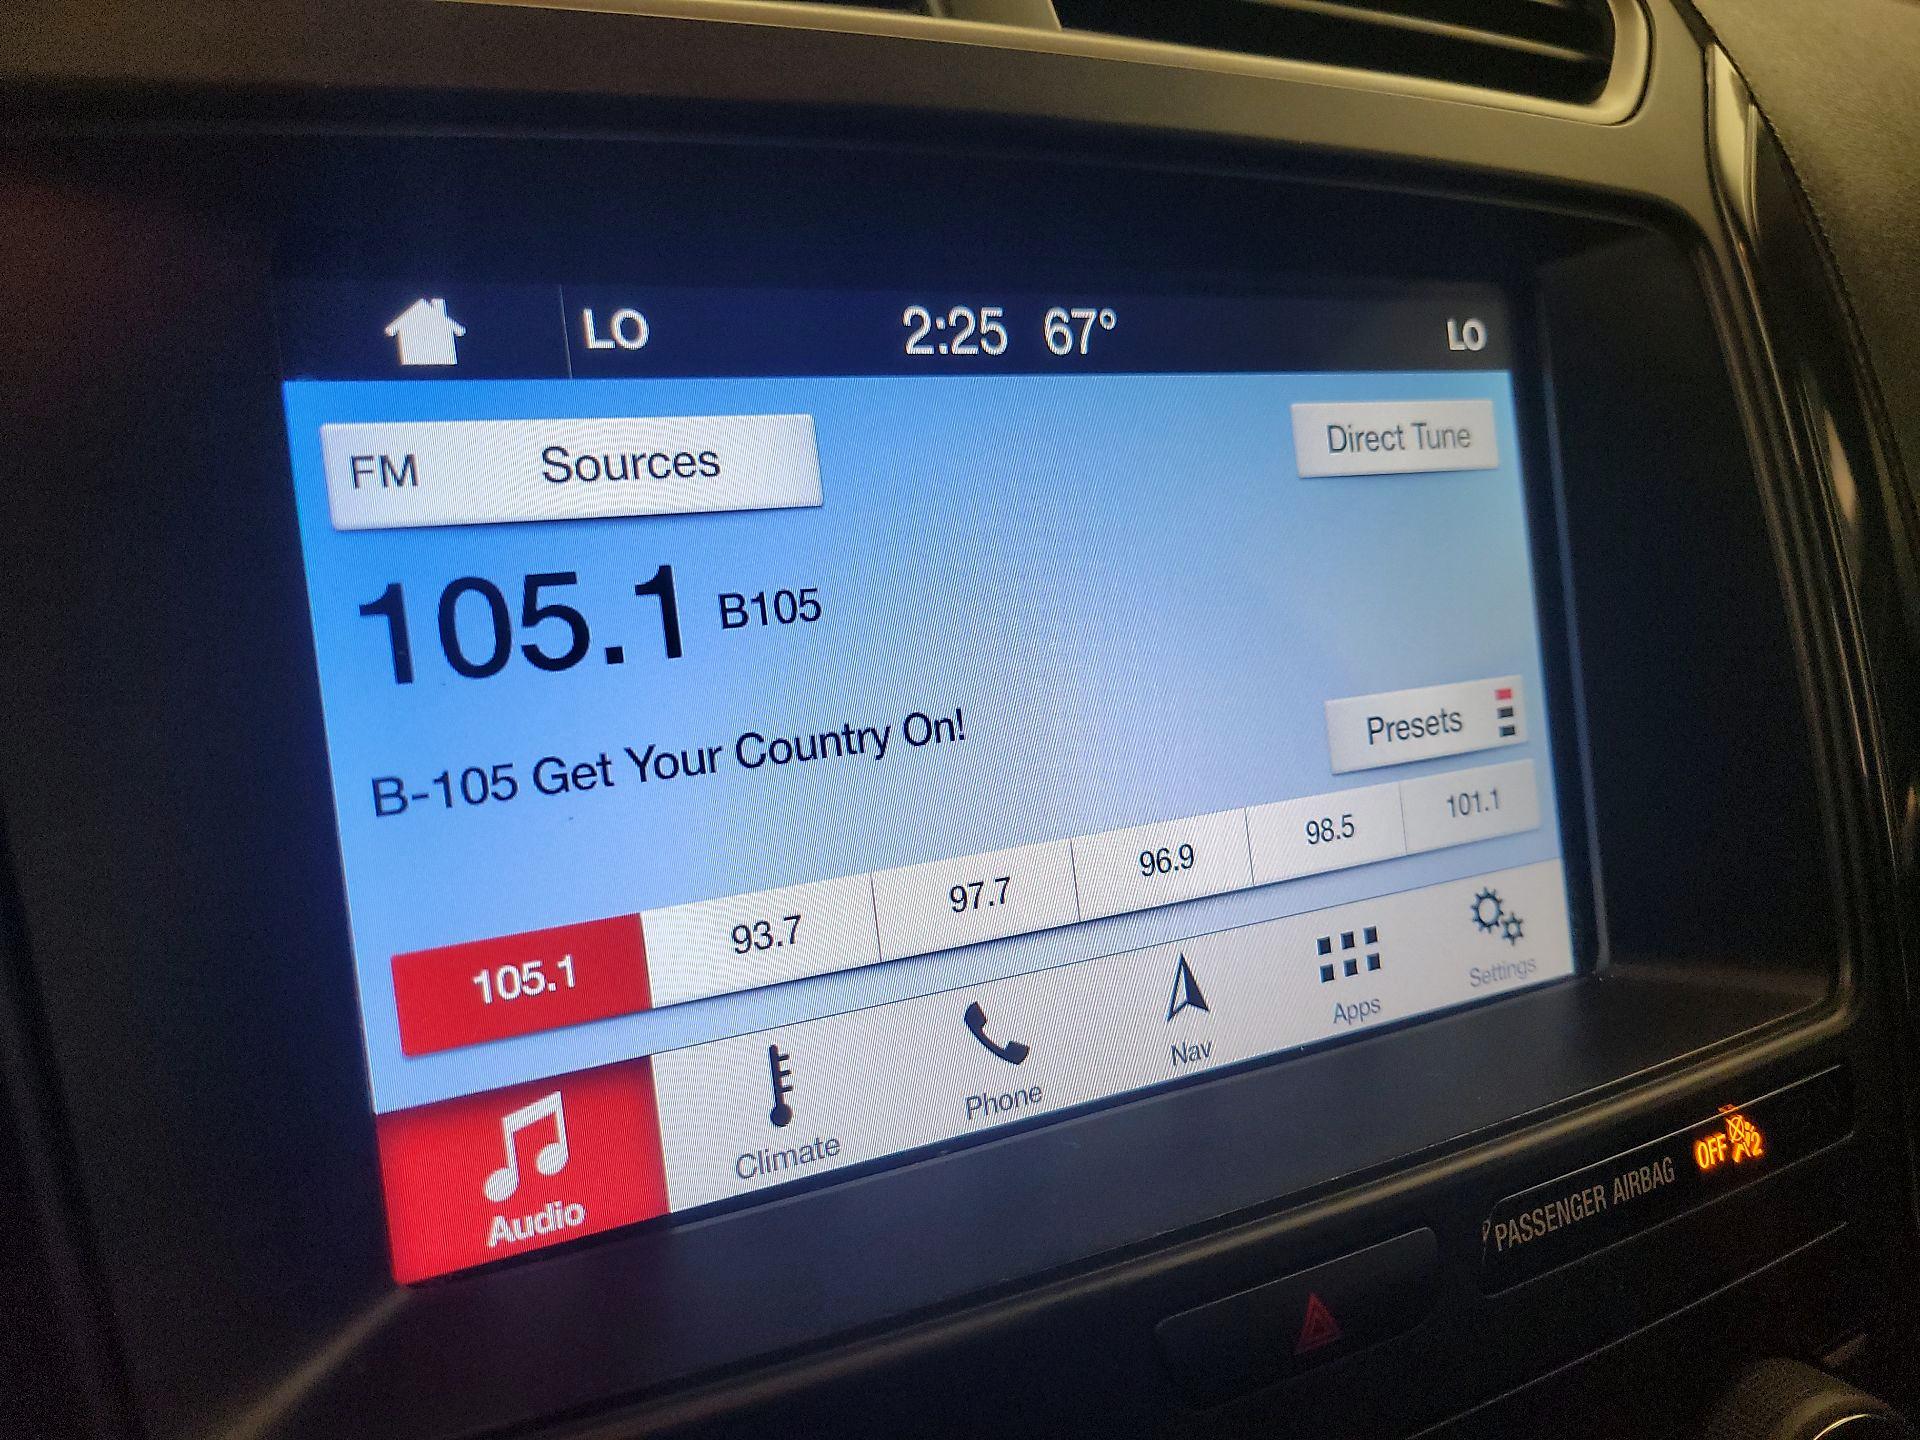 LO 2:25 67° LO
FM Sources Direct Tune
105.1 B105
B-105 Get Your Country On!
Presets
105.1 93.7 97.7 96.9 98.5 101.1
Audio Climate Phone Nav Apps Settings
PASSENGER AIRBAG OFF 2